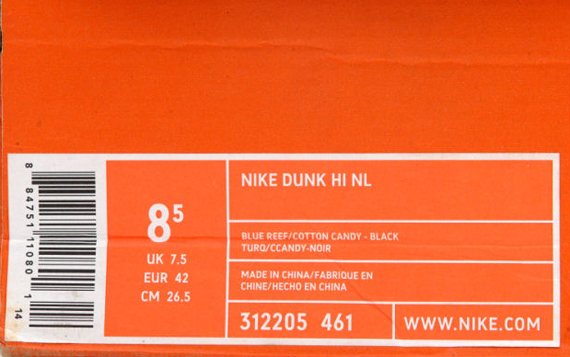 8 84751 11080 1
14
8⁵
UK 7.5
EUR 42
CM 26.5
NIKE DUNK HI NL
BLUE REEF/COTTON CANDY - BLACK
TURQ/CCANDY-NOIR
MADE IN CHINA/FABRIQUE EN
CHINE/HECHO EN CHINA
312205 461
WWW.NIKE.COM